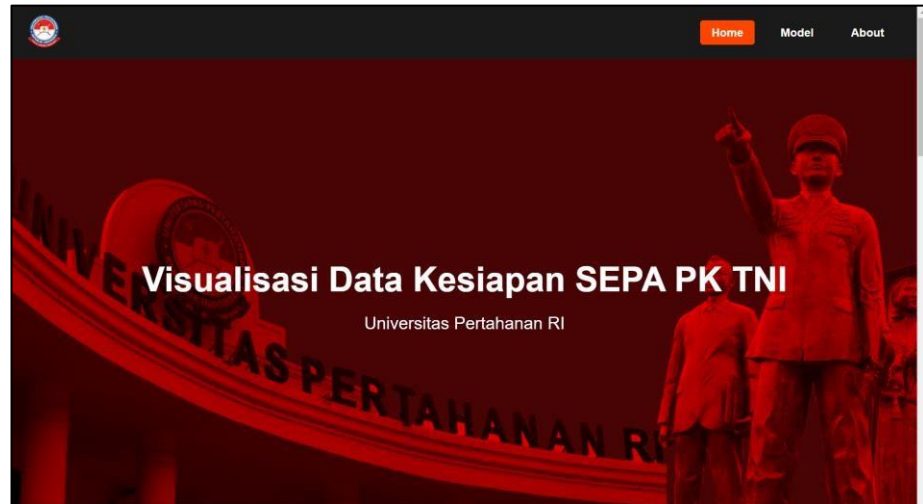 Home
Model
About
Visualisasi Data Kesiapan SEPA PK TNI
Universitas Pertahanan RI
UNIVERSITAS PERTAHANAN RI